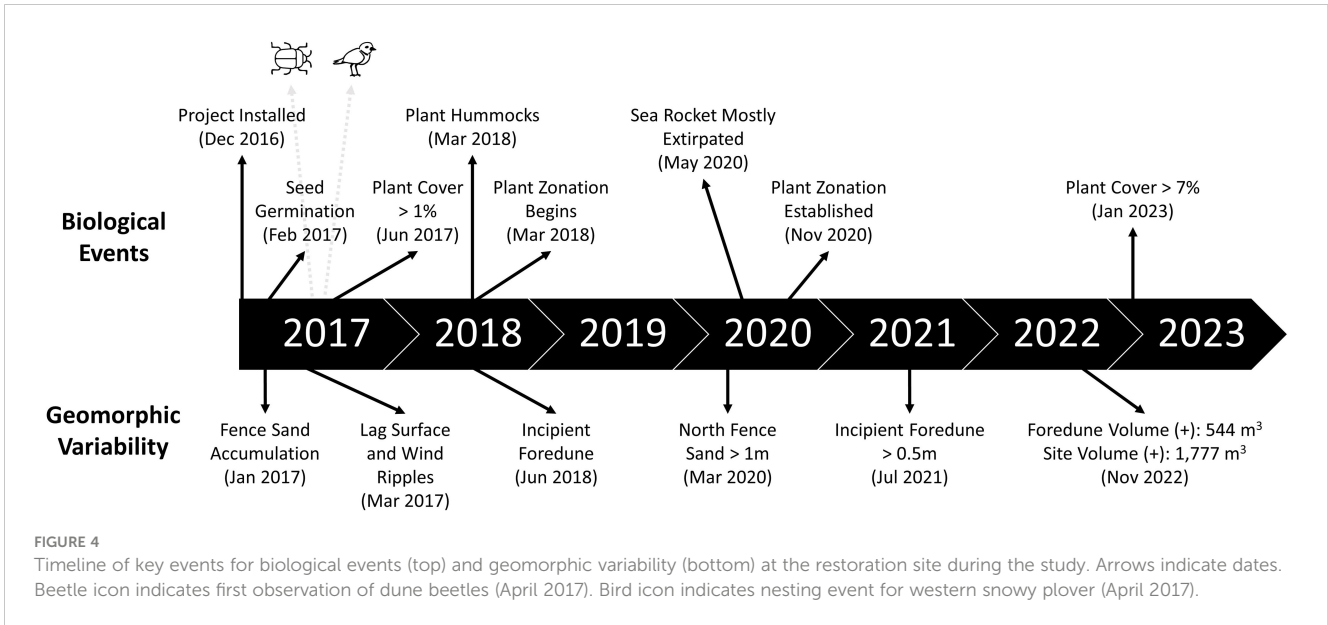 Project Installed
(Dec 2016)
Plant Hummocks
(Mar 2018)
Sea Rocket Mostly
Extirpated
(May 2020)
Seed
Germination
(Feb 2017)
Plant Cover
> 1%
(Jun 2017)
Plant Zonation
Begins
(Mar 2018)
Plant Zonation
Established
(Nov 2020)
Plant Cover > 7%
(Jan 2023)
Biological
Events
2017 2018 2019 2020 2021 2022 2023
Geomorphic
Variability
Fence Sand
Accumulation
(Jan 2017)
Lag Surface
and Wind
Ripples
(Mar 2017)
Incipient
Foredune
(Jun 2018)
North Fence
Sand > 1m
(Mar 2020)
Incipient Foredune
> 0.5m
(Jul 2021)
Foredune Volume (+): 544 m³
Site Volume (+): 1,777 m³
(Nov 2022)
FIGURE 4
Timeline of key events for biological events (top) and geomorphic variability (bottom) at the restoration site during the study. Arrows indicate dates.
Beetle icon indicates first observation of dune beetles (April 2017). Bird icon indicates nesting event for western snowy plover (April 2017).